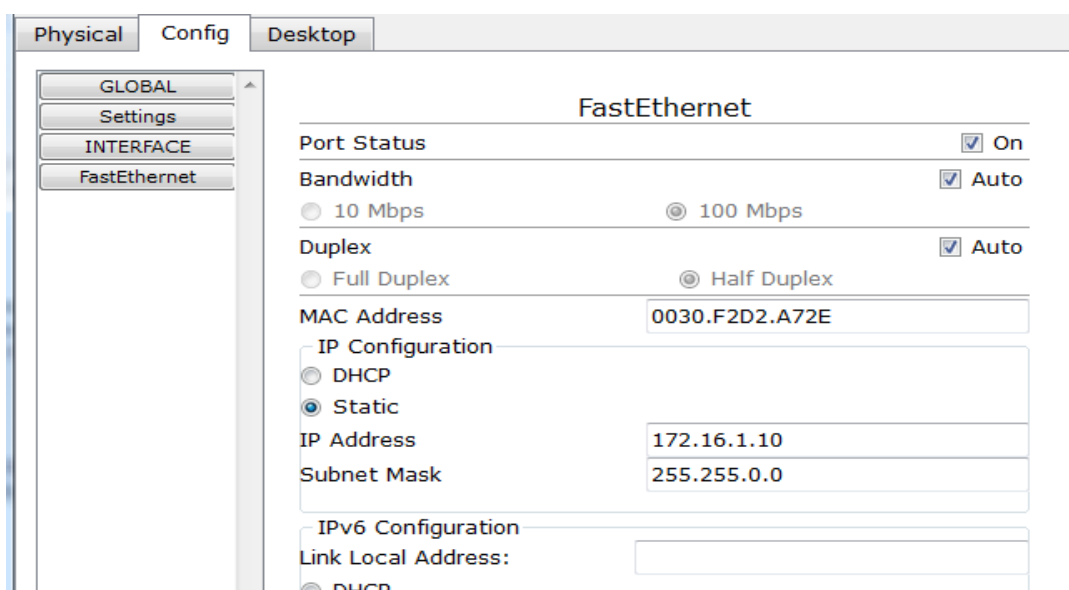 Physical Config Desktop
GLOBAL
Settings
INTERFACE
FastEthernet
FastEthernet
Port Status On
Bandwidth Auto
10 Mbps 100 Mbps
Duplex Auto
Full Duplex Half Duplex
MAC Address 0030.F2D2.A72E
IP Configuration
DHCP
Static
IP Address 172.16.1.10
Subnet Mask 255.255.0.0
IPv6 Configuration
Link Local Address:
DHCP